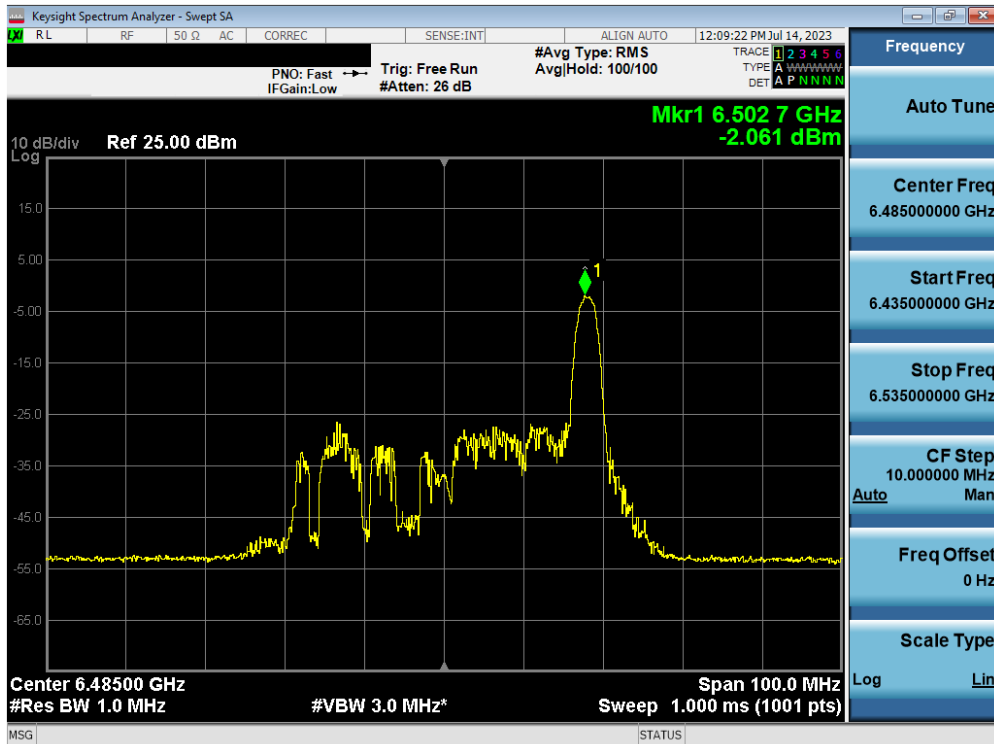 Keysight Spectrum Analyzer - Swept SA
LXI RL RF 50 Ω AC CORREC SENSE:INT ALIGN AUTO 12:09:22 PM Jul 14, 2023
PNO: Fast
IFGain:Low
Trig: Free Run
#Atten: 26 dB
#Avg Type: RMS
Avg|Hold: 100/100
TRACE 1 2 3 4 5 6
TYPE A WWWWW
DET A P N N N N
Mkr1 6.502 7 GHz
-2.061 dBm
10 dB/div Ref 25.00 dBm
Log
1
15.0
5.00
-5.00
-15.0
-25.0
-35.0
-45.0
-55.0
-65.0
Center 6.48500 GHz Span 100.0 MHz
#Res BW 1.0 MHz #VBW 3.0 MHz* Sweep 1.000 ms (1001 pts)
MSG STATUS
Frequency
Auto Tune
Center Freq
6.485000000 GHz
Start Freq
6.435000000 GHz
Stop Freq
6.535000000 GHz
CF Step
10.000000 MHz
Auto Man
Freq Offset
0 Hz
Scale Type
Log Lin